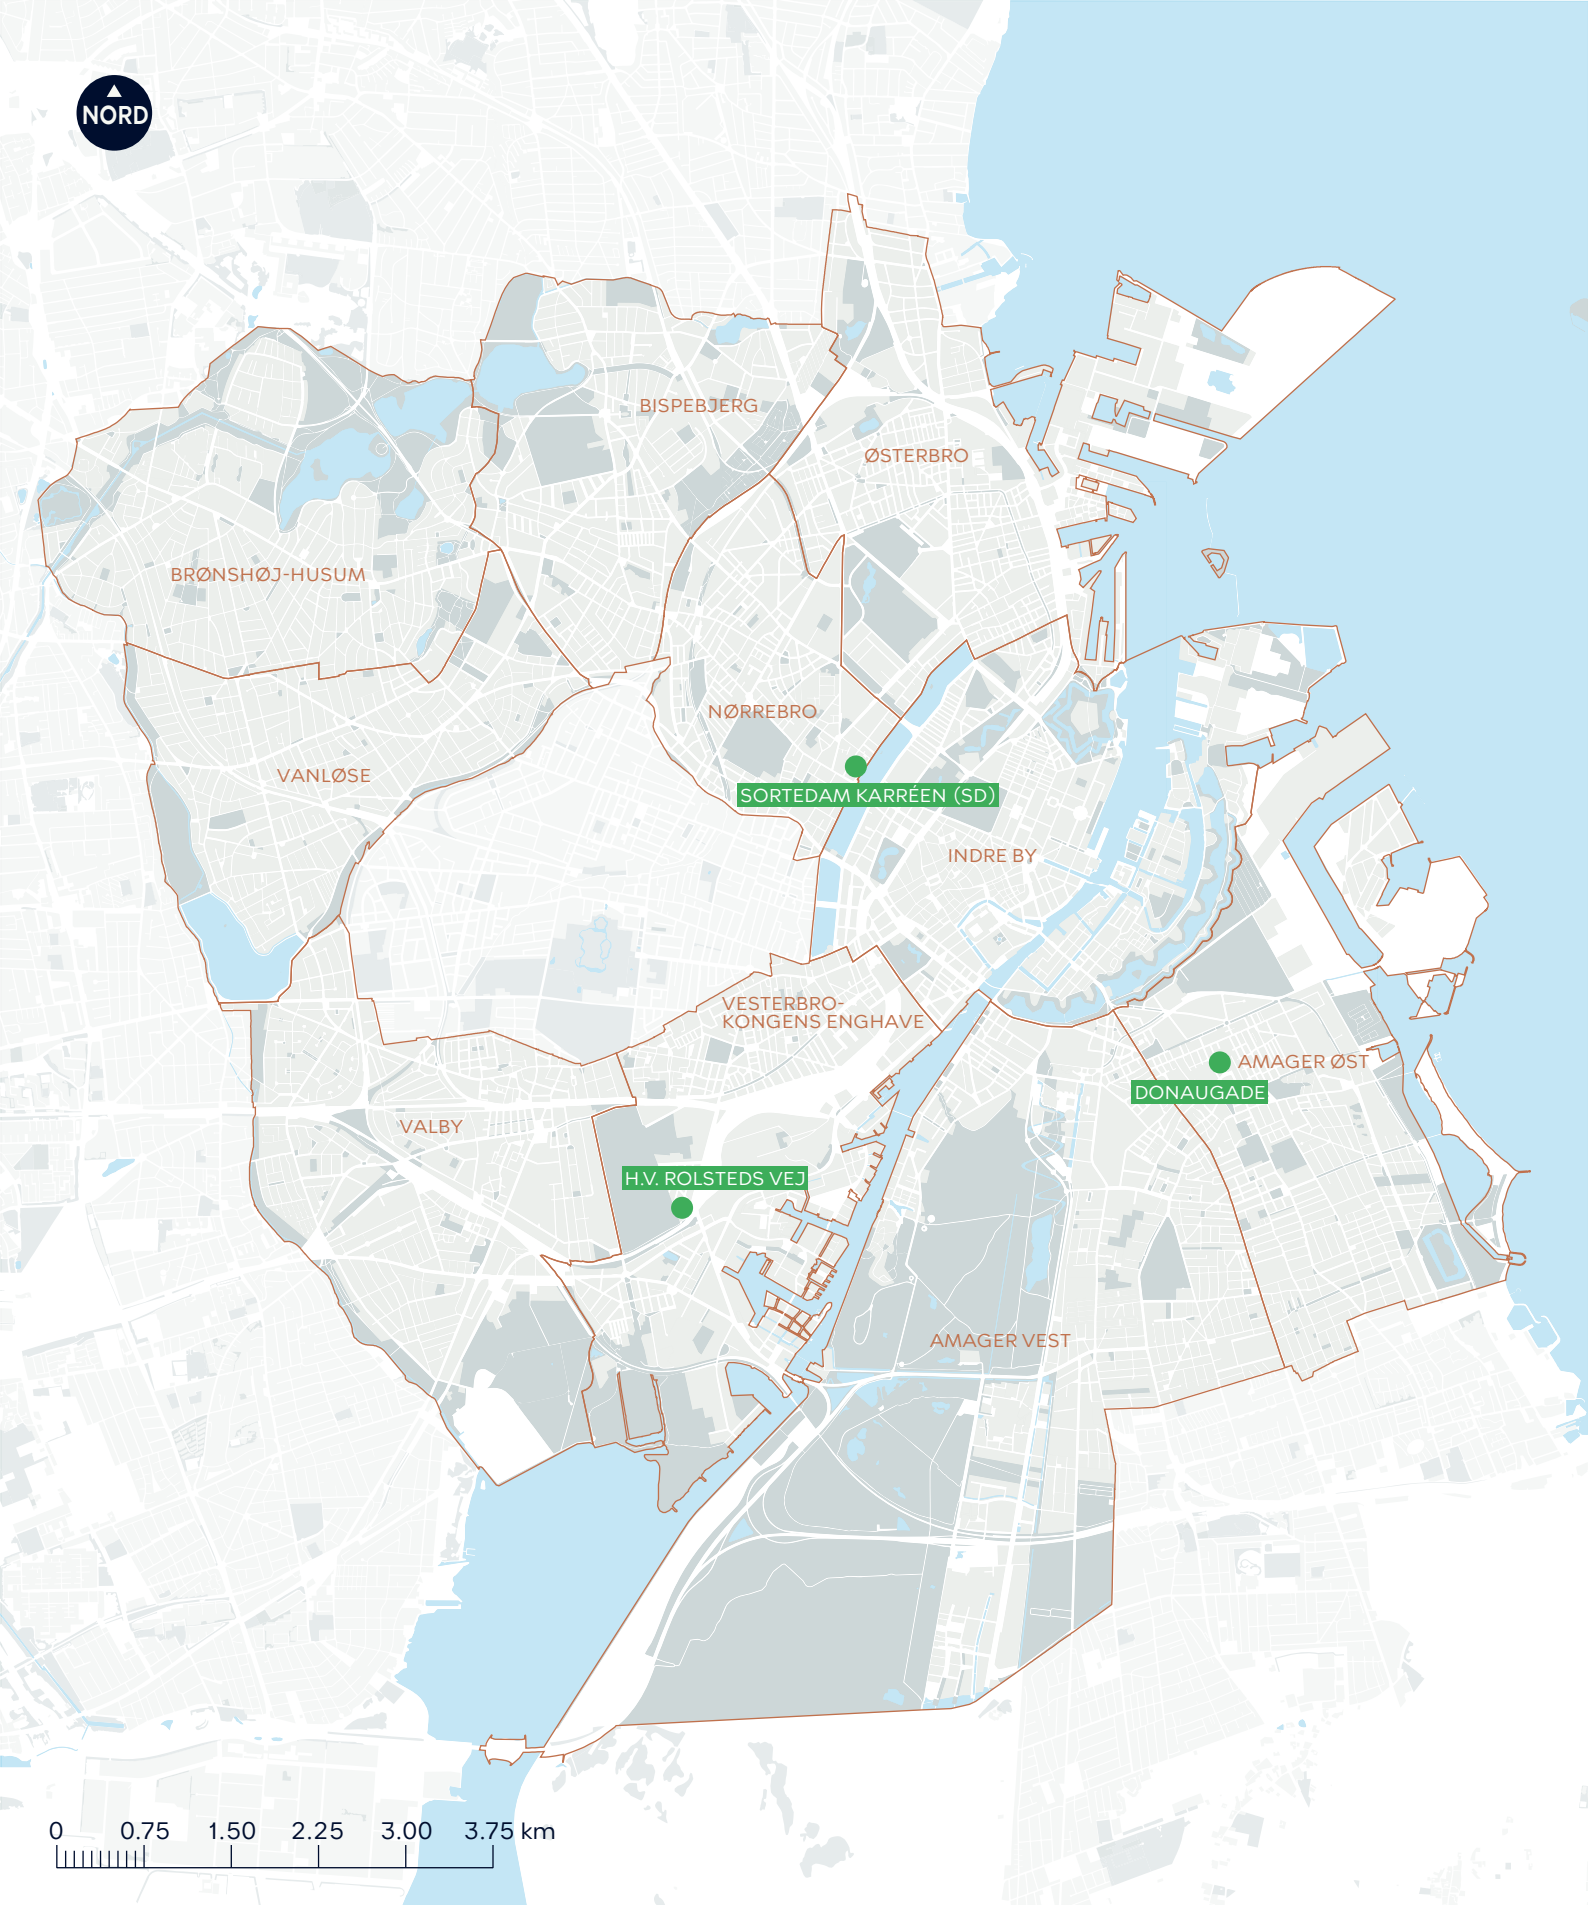 NORD
BISPEBJERG
ØSTERBRO
BRØNSHØJ-HUSUM
NØRREBRO
VANLØSE
SORTEDAM KARRÉEN (SD)
INDRE BY
VESTERBRO-
KONGENS ENGHAVE
AMAGER ØST
DONAUGADE
VALBY
H.V. ROLSTEDS VEJ
AMAGER VEST
0 0.75 1.50 2.25 3.00 3.75 km